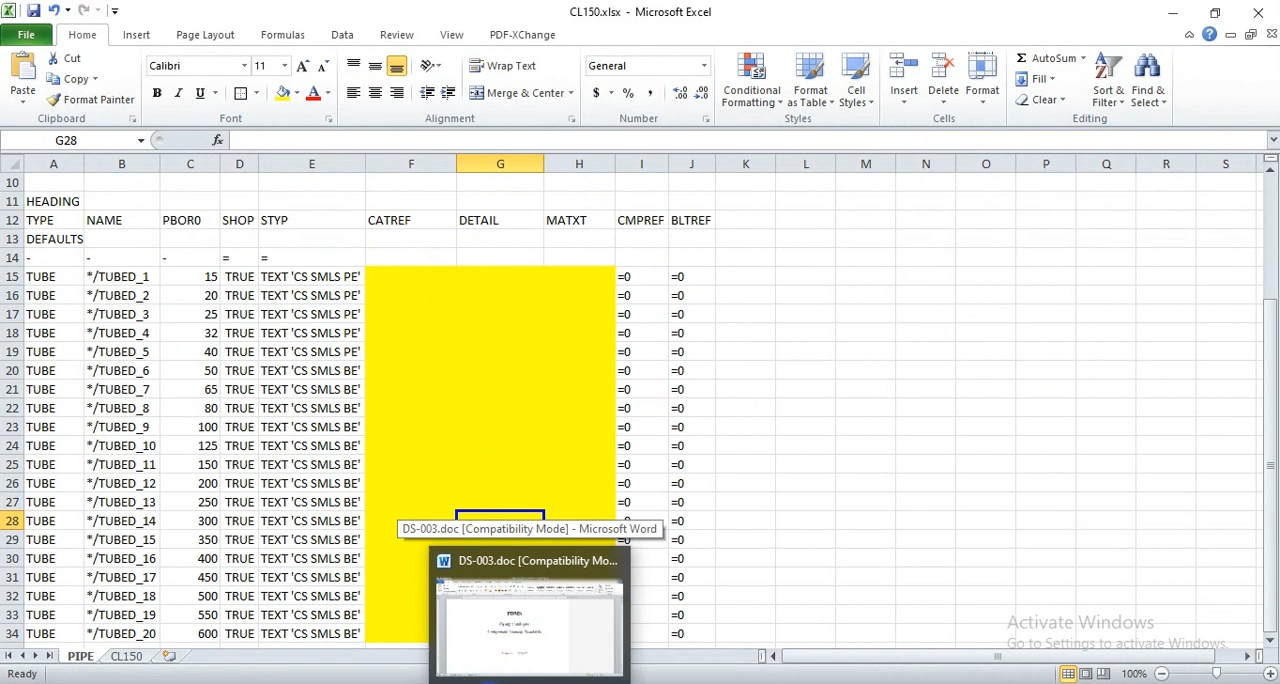 CL150.xlsx - Microsoft Excel
File Home Insert Page Layout Formulas Data Review View PDF-XChange
Paste Cut Copy Format Painter Clipboard
Calibri 11 B I U A A A Font
Wrap Text Merge & Center Alignment
General $ % , Number
Conditional Formatting Format as Table Cell Styles Styles
Insert Delete Format Cells
Σ AutoSum Fill Clear Sort & Filter Find & Select Editing
G28 fx
A B C D E F G H I J K L M N O P Q R S
10
11 HEADING
12 TYPE NAME PBOR0 SHOP STYP CATREF DETAIL MATXT CMPREF BLTREF
13 DEFAULTS
14 - - - = =
15 TUBE */TUBED_1 15 TRUE TEXT 'CS SMLS PE' =0 =0
16 TUBE */TUBED_2 20 TRUE TEXT 'CS SMLS PE' =0 =0
17 TUBE */TUBED_3 25 TRUE TEXT 'CS SMLS PE' =0 =0
18 TUBE */TUBED_4 32 TRUE TEXT 'CS SMLS PE' =0 =0
19 TUBE */TUBED_5 40 TRUE TEXT 'CS SMLS PE' =0 =0
20 TUBE */TUBED_6 50 TRUE TEXT 'CS SMLS PE' =0 =0
21 TUBE */TUBED_7 65 TRUE TEXT 'CS SMLS BE' =0 =0
22 TUBE */TUBED_8 80 TRUE TEXT 'CS SMLS BE' =0 =0
23 TUBE */TUBED_9 100 TRUE TEXT 'CS SMLS BE' =0 =0
24 TUBE */TUBED_10 125 TRUE TEXT 'CS SMLS BE' =0 =0
25 TUBE */TUBED_11 150 TRUE TEXT 'CS SMLS BE' =0 =0
26 TUBE */TUBED_12 200 TRUE TEXT 'CS SMLS BE' =0 =0
27 TUBE */TUBED_13 250 TRUE TEXT 'CS SMLS BE' =0 =0
28 TUBE */TUBED_14 300 TRUE TEXT 'CS SMLS BE' =0 =0
DS-003.doc [Compatibility Mode] - Microsoft Word
29 TUBE */TUBED_15 350 TRUE TEXT 'CS SMLS BE' =0 =0
30 TUBE */TUBED_16 400 TRUE TEXT 'CS SMLS BE' =0
DS-003.doc [Compatibility Mo...
31 TUBE */TUBED_17 450 TRUE TEXT 'CS SMLS BE' =0
32 TUBE */TUBED_18 500 TRUE TEXT 'CS SMLS BE' =0
33 TUBE */TUBED_19 550 TRUE TEXT 'CS SMLS BE' =0
34 TUBE */TUBED_20 600 TRUE TEXT 'CS SMLS BE' =0
Activate Windows
Go to Settings to activate Windows.
PIPE CL150
Ready 100%